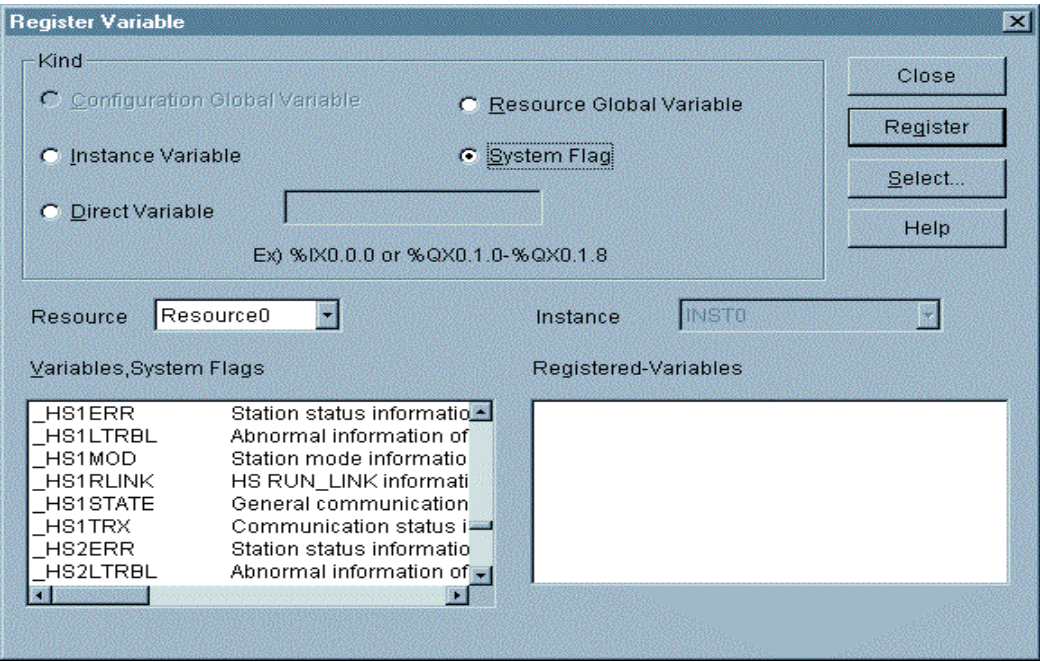 Register Variable
Kind
Configuration Global Variable
Resource Global Variable
Instance Variable
System Flag
Direct Variable
Ex) %IX0.0.0 or %QX0.1.0-%QX0.1.8
Close
Register
Select...
Help
Resource Resource0
Instance INST0
Variables,System Flags
_HS1ERR Station status informatio
_HS1LTRBL Abnormal information of
_HS1MOD Station mode informatio
_HS1RLINK HS RUN_LINK informati
_HS1STATE General communication
_HS1TRX Communication status i
_HS2ERR Station status informatio
_HS2LTRBL Abnormal information of
Registered-Variables